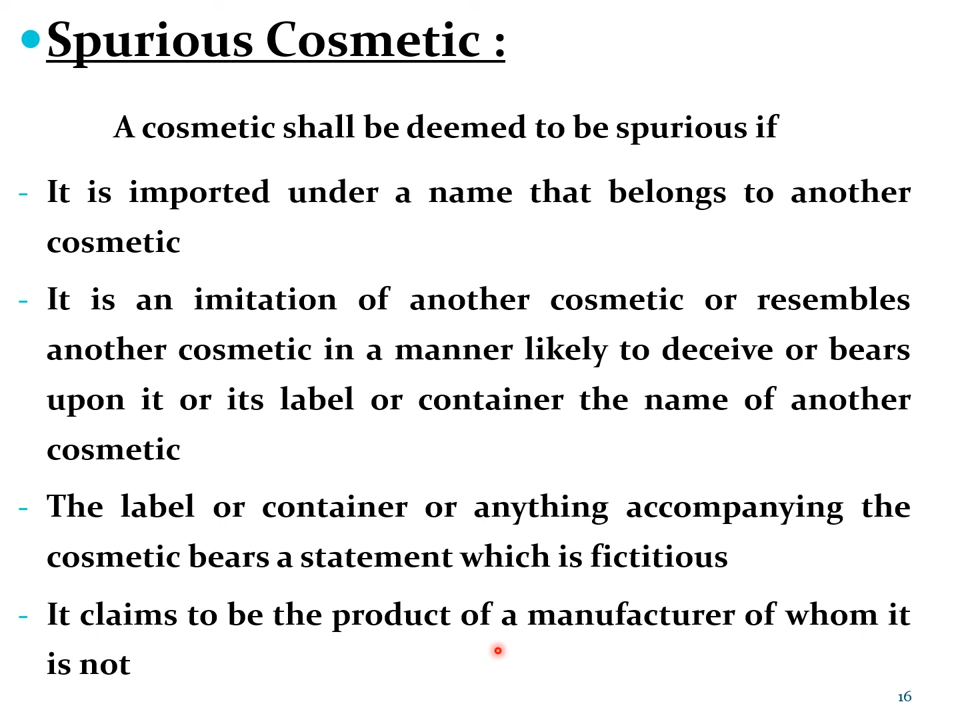 •Spurious Cosmetic :
A cosmetic shall be deemed to be spurious if
- It is imported under a name that belongs to another
cosmetic
- It is an imitation of another cosmetic or resembles
another cosmetic in a manner likely to deceive or bears
upon it or its label or container the name of another
cosmetic
- The label or container or anything accompanying the
cosmetic bears a statement which is fictitious
- It claims to be the product of a manufacturer of whom it
is not
16